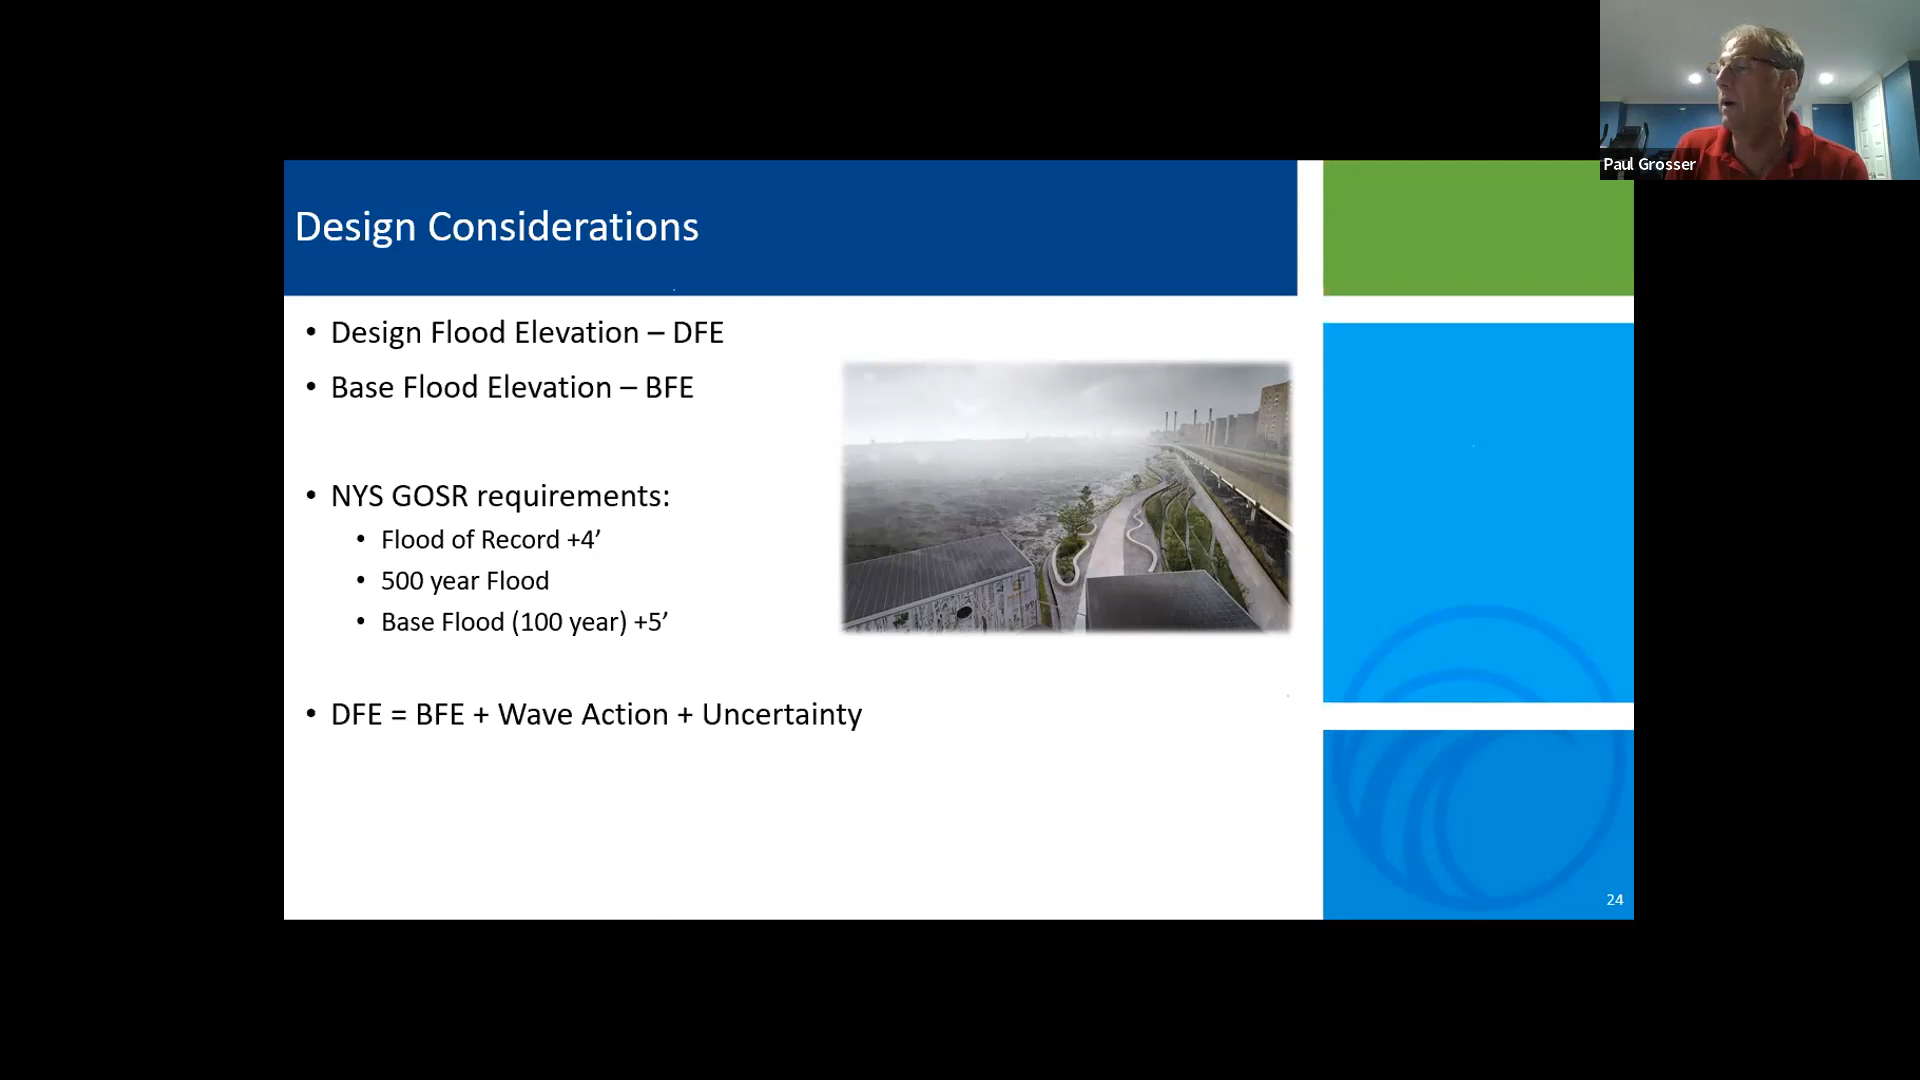 Paul Grosser
Design Considerations
• Design Flood Elevation – DFE
• Base Flood Elevation – BFE
• NYS GOSR requirements:
• Flood of Record +4’
• 500 year Flood
• Base Flood (100 year) +5’
• DFE = BFE + Wave Action + Uncertainty
24